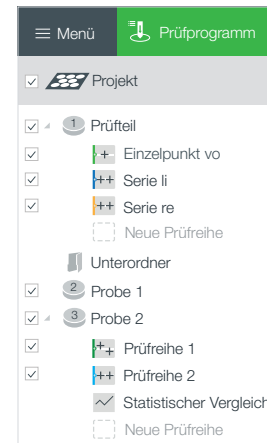 Menü
Prüfprogramm
Projekt
1 Prüfteil
Einzelpunkt vo
Serie li
Serie re
Neue Prüfreihe
Unterordner
2 Probe 1
3 Probe 2
Prüfreihe 1
Prüfreihe 2
Statistischer Vergleich
Neue Prüfreihe